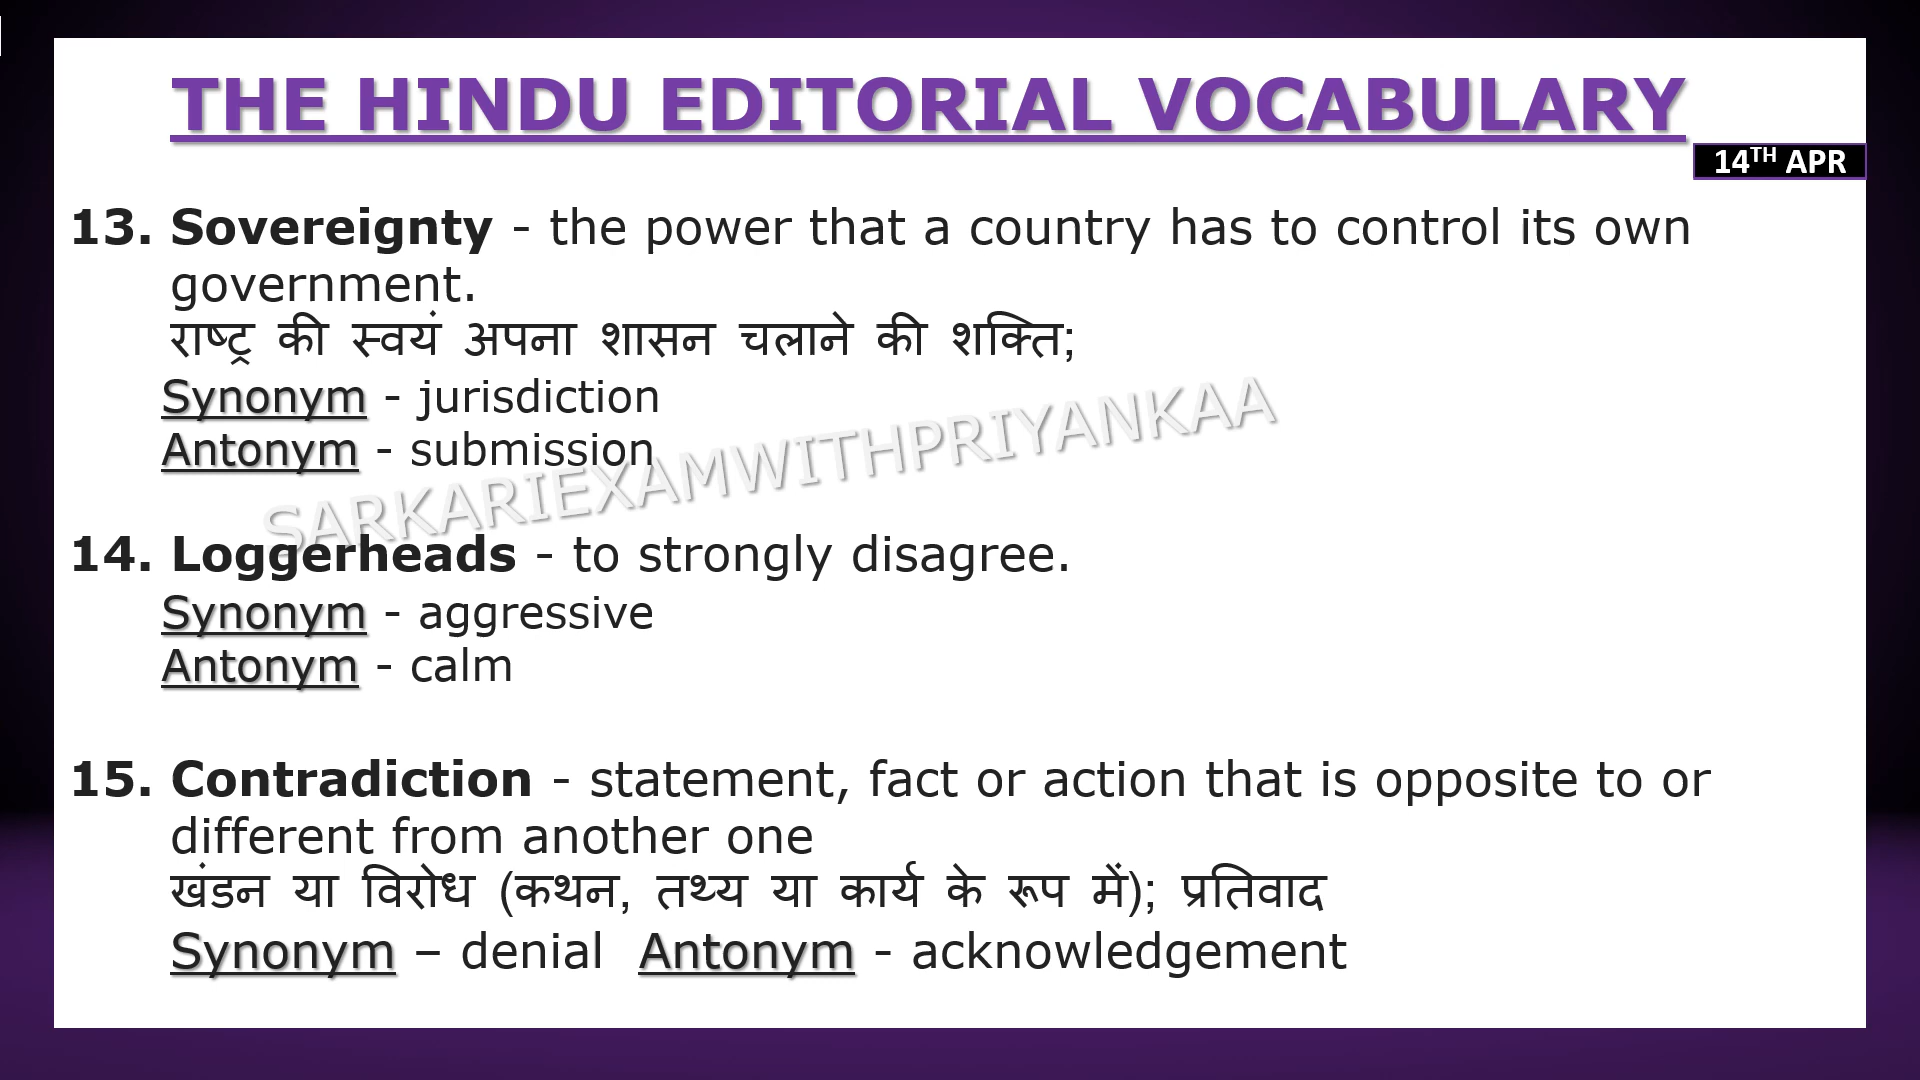 THE HINDU EDITORIAL VOCABULARY
14TH APR
13. Sovereignty - the power that a country has to control its own
government.
राष्ट्र की स्वयं अपना शासन चलाने की शक्ति;
Synonym - jurisdiction
Antonym - submission
SARKARIEXAMWITHPRIYANKAA
14. Loggerheads - to strongly disagree.
Synonym - aggressive
Antonym - calm
15. Contradiction - statement, fact or action that is opposite to or
different from another one
खंडन या विरोध (कथन, तथ्य या कार्य के रूप में); प्रतिवाद
Synonym – denial Antonym - acknowledgement